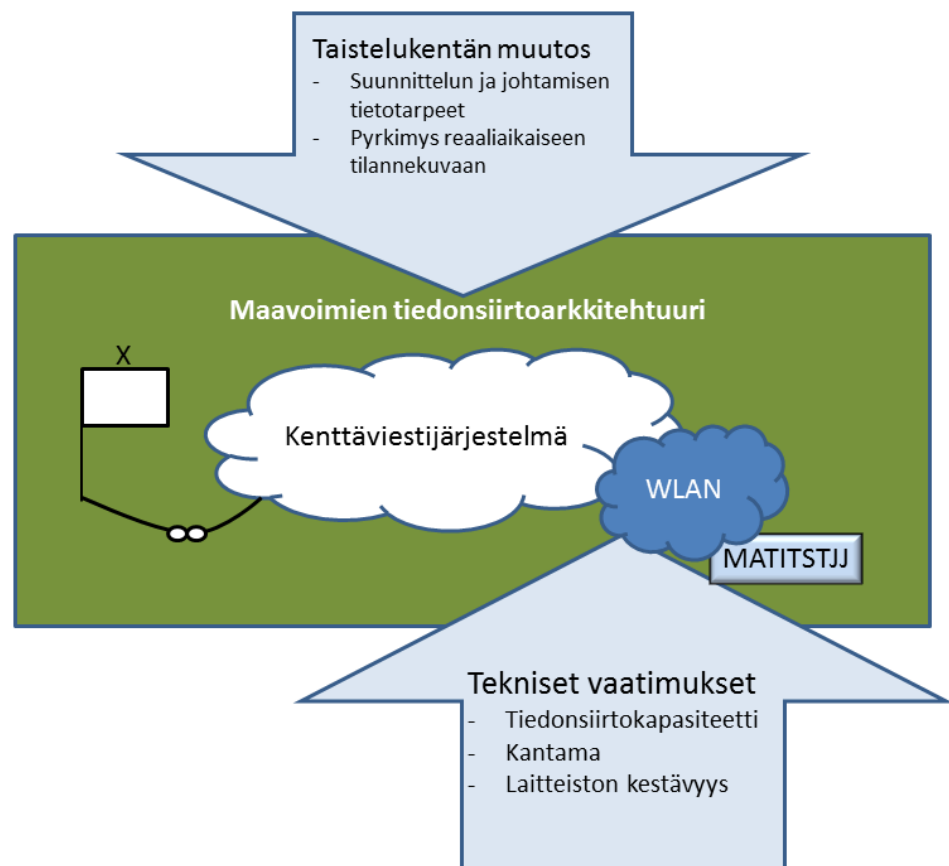 Taistelukentän muutos
- Suunnittelun ja johtamisen
tietotarpeet
- Pyrkimys reaaliaikaiseen
tilannekuvaan
Maavoimien tiedonsiirtoarkkitehtuuri
X
Kenttäviestijärjestelmä
WLAN
MATITSTJJ
Tekniset vaatimukset
- Tiedonsiirtokapasiteetti
- Kantama
- Laitteiston kestävyys